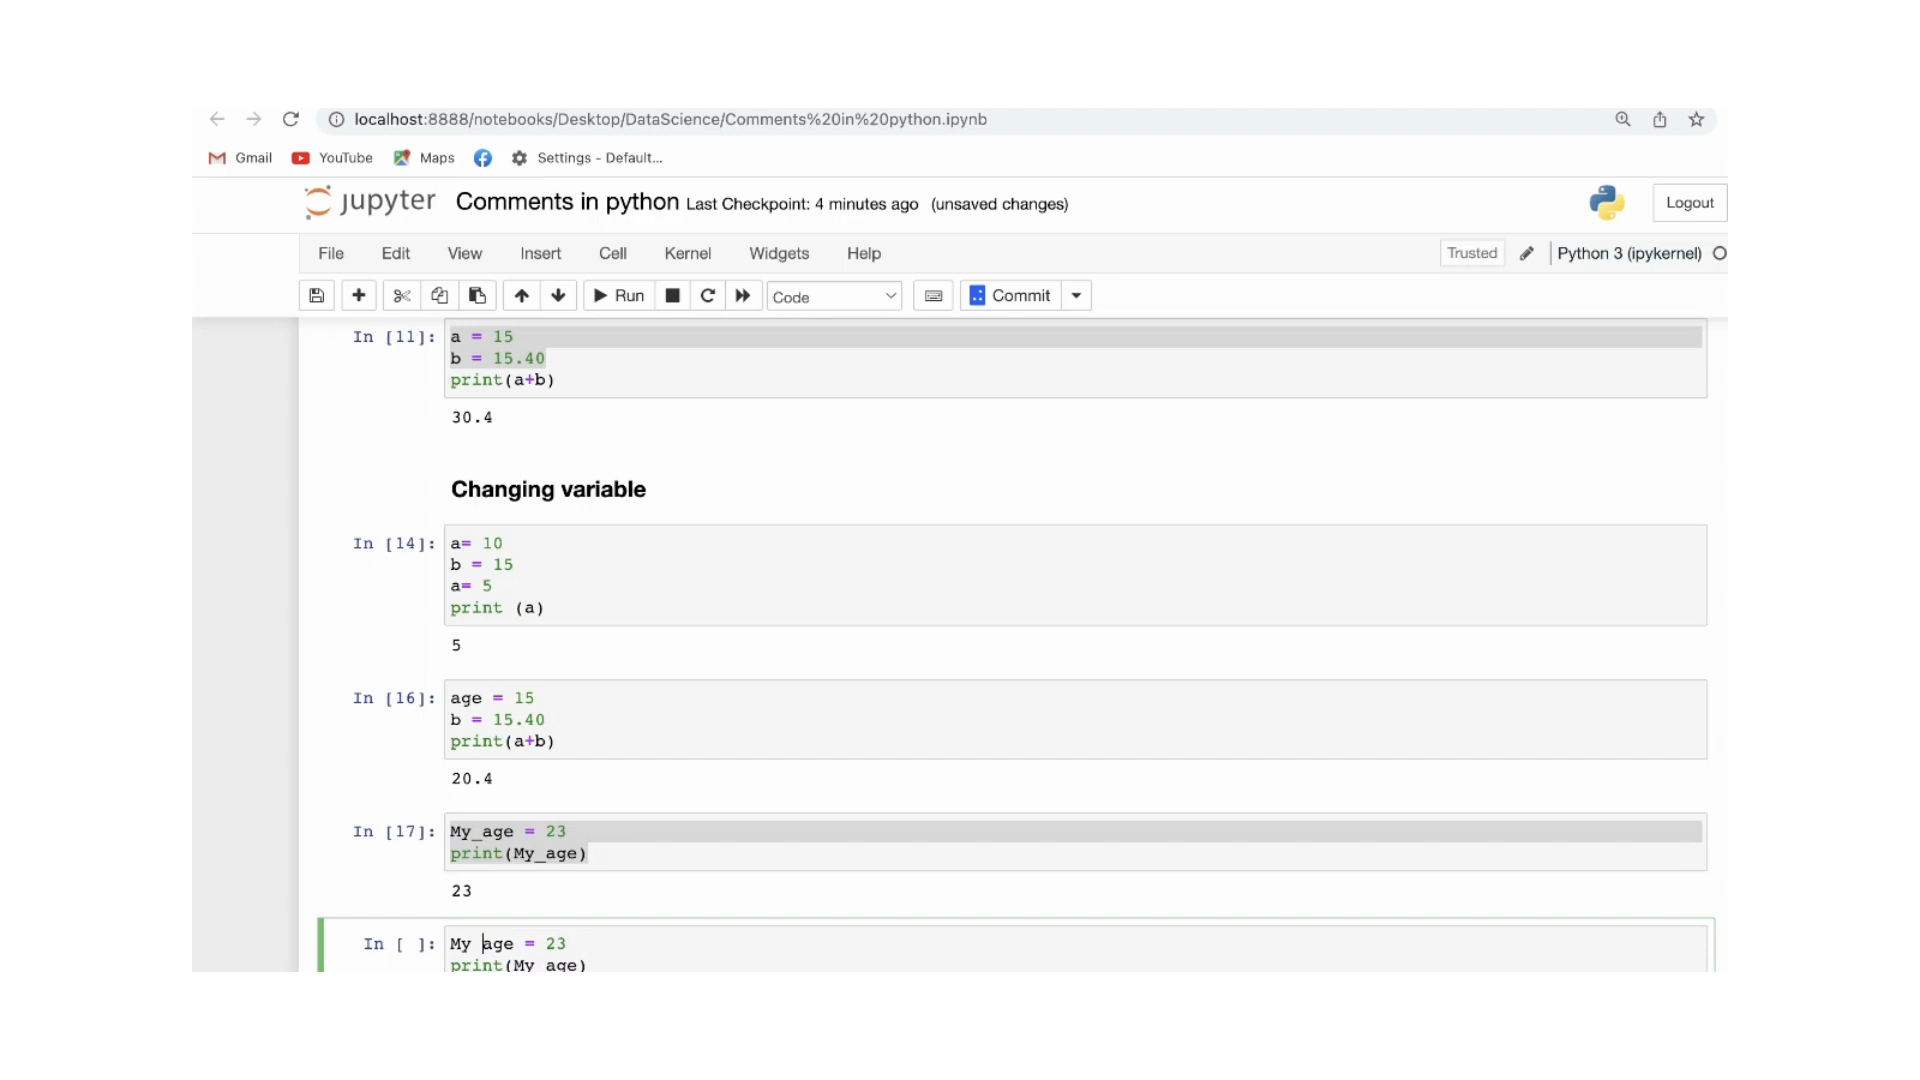 localhost:8888/notebooks/Desktop/DataScience/Comments%20in%20python.ipynb
Gmail YouTube Maps Settings - Default...
jupyter Comments in python Last Checkpoint: 4 minutes ago (unsaved changes) Logout
File Edit View Insert Cell Kernel Widgets Help Trusted Python 3 (ipykernel)
Run Code Commit
In [11]: a = 15
b = 15.40
print(a+b)
30.4
Changing variable
In [14]: a= 10
b = 15
a= 5
print (a)
5
In [16]: age = 15
b = 15.40
print(a+b)
20.4
In [17]: My_age = 23
print(My_age)
23
In [ ]: My age = 23
print(My age)